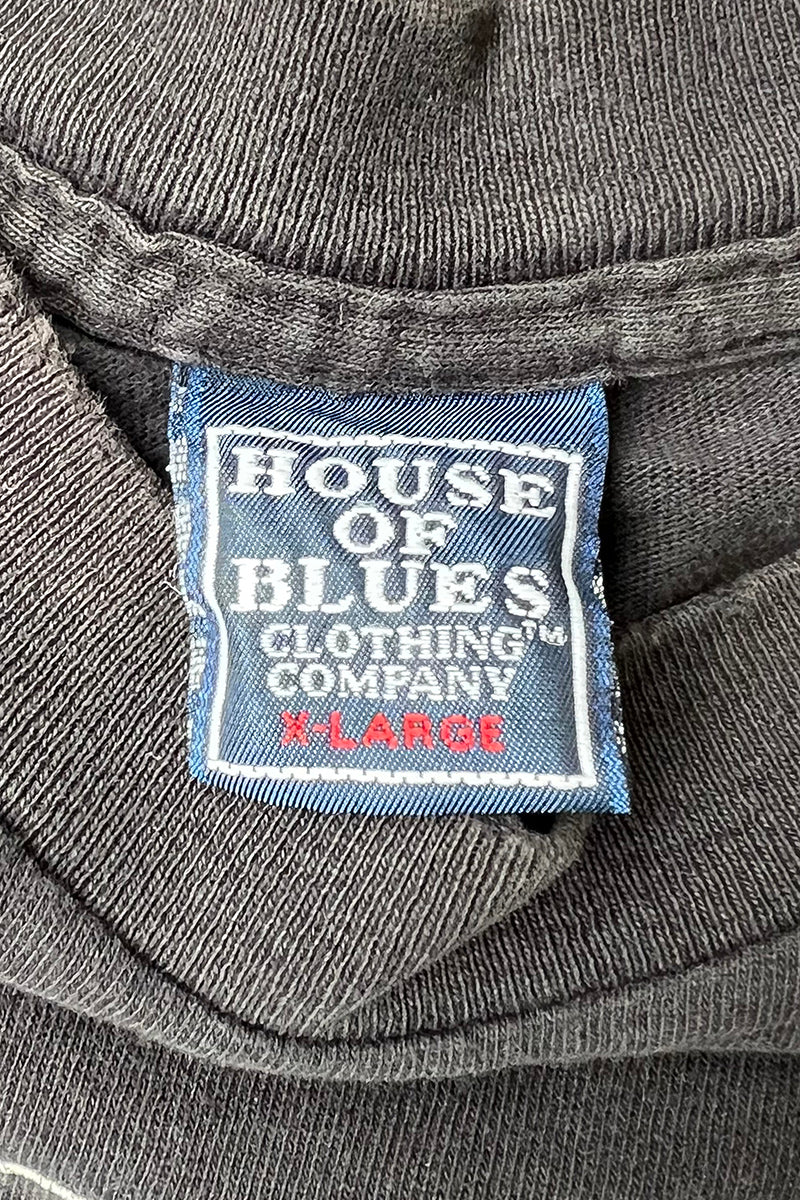 HOUSE
OF
BLUES
CLOTHING™
COMPANY
X-LARGE